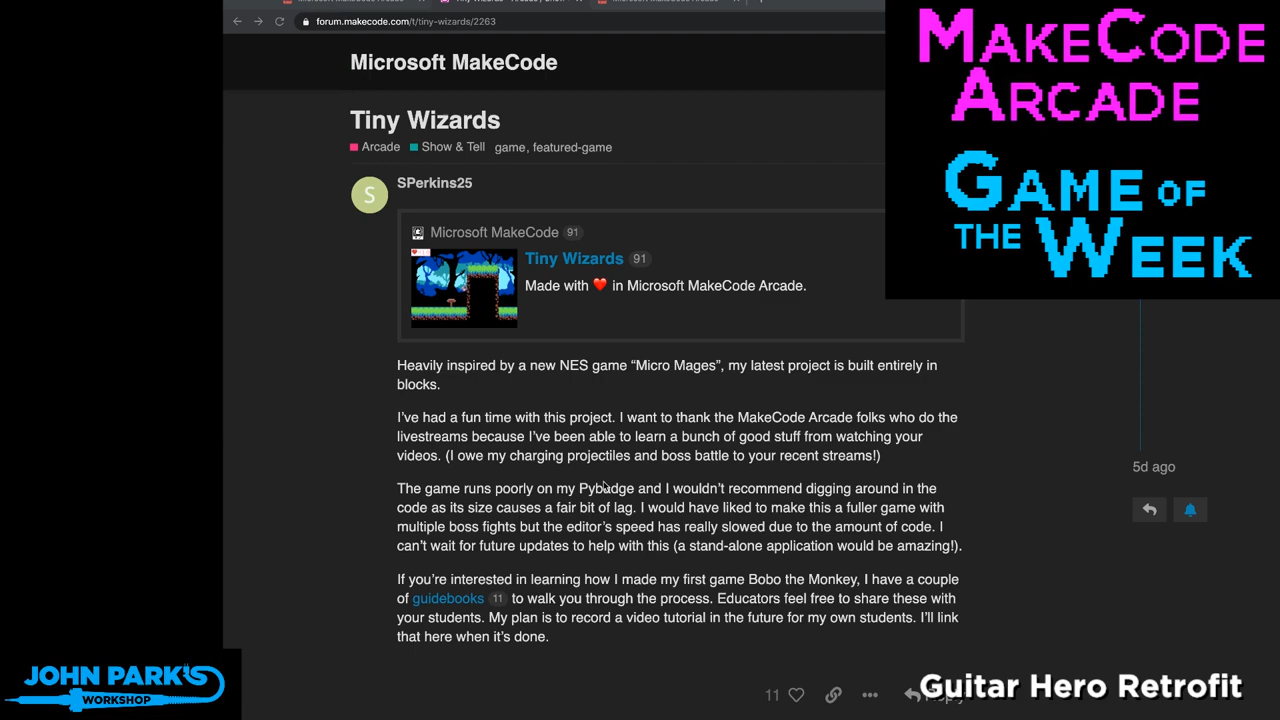 forum.makecode.com/t/tiny-wizards/2263
Microsoft MakeCode
Tiny Wizards
Arcade Show & Tell game, featured-game
S
SPerkins25
Microsoft MakeCode 91
Tiny Wizards 91
Made with ❤ in Microsoft MakeCode Arcade.
Heavily inspired by a new NES game “Micro Mages”, my latest project is built entirely in
blocks.
I’ve had a fun time with this project. I want to thank the MakeCode Arcade folks who do the
livestreams because I’ve been able to learn a bunch of good stuff from watching your
videos. (I owe my charging projectiles and boss battle to your recent streams!)
The game runs poorly on my Pybadge and I wouldn’t recommend digging around in the
code as its size causes a fair bit of lag. I would have liked to make this a fuller game with
multiple boss fights but the editor’s speed has really slowed due to the amount of code. I
can’t wait for future updates to help with this (a stand-alone application would be amazing!).
If you’re interested in learning how I made my first game Bobo the Monkey, I have a couple
of guidebooks 11 to walk you through the process. Educators feel free to share these with
your students. My plan is to record a video tutorial in the future for my own students. I’ll link
that here when it’s done.
11
5d ago
MAKECODE
ARCADE
GAME OF
THE WEEK
JOHN PARK'S
WORKSHOP
Guitar Hero Retrofit